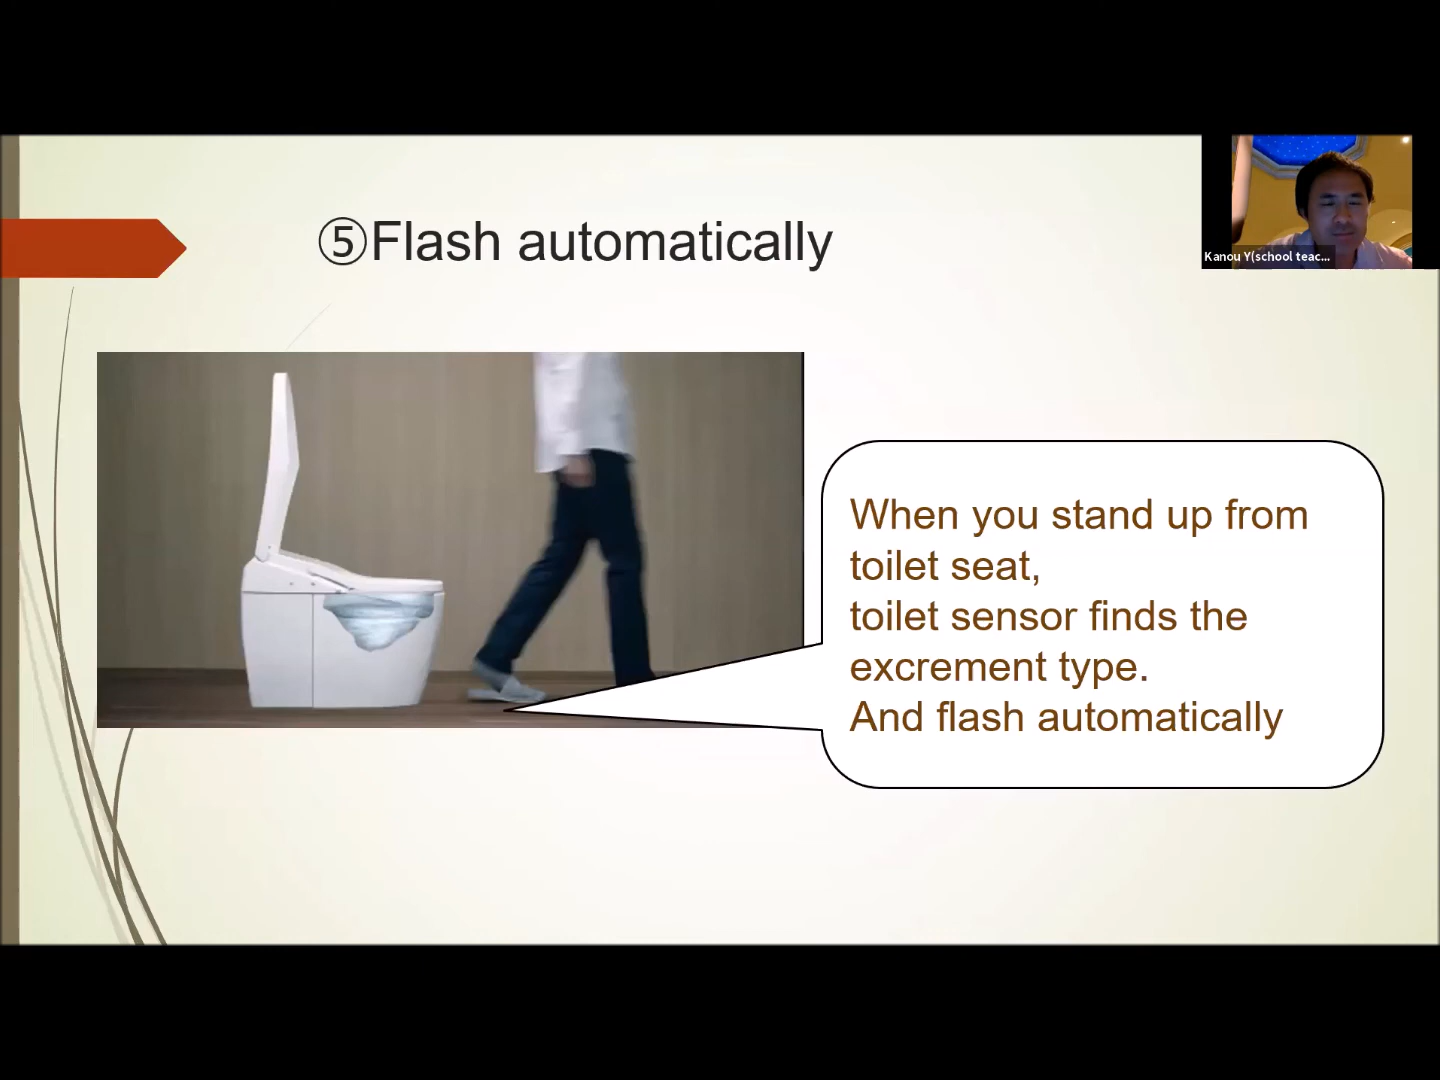 ⑤Flash automatically
Kanou Y(school teac...
When you stand up from
toilet seat,
toilet sensor finds the
excrement type.
And flash automatically